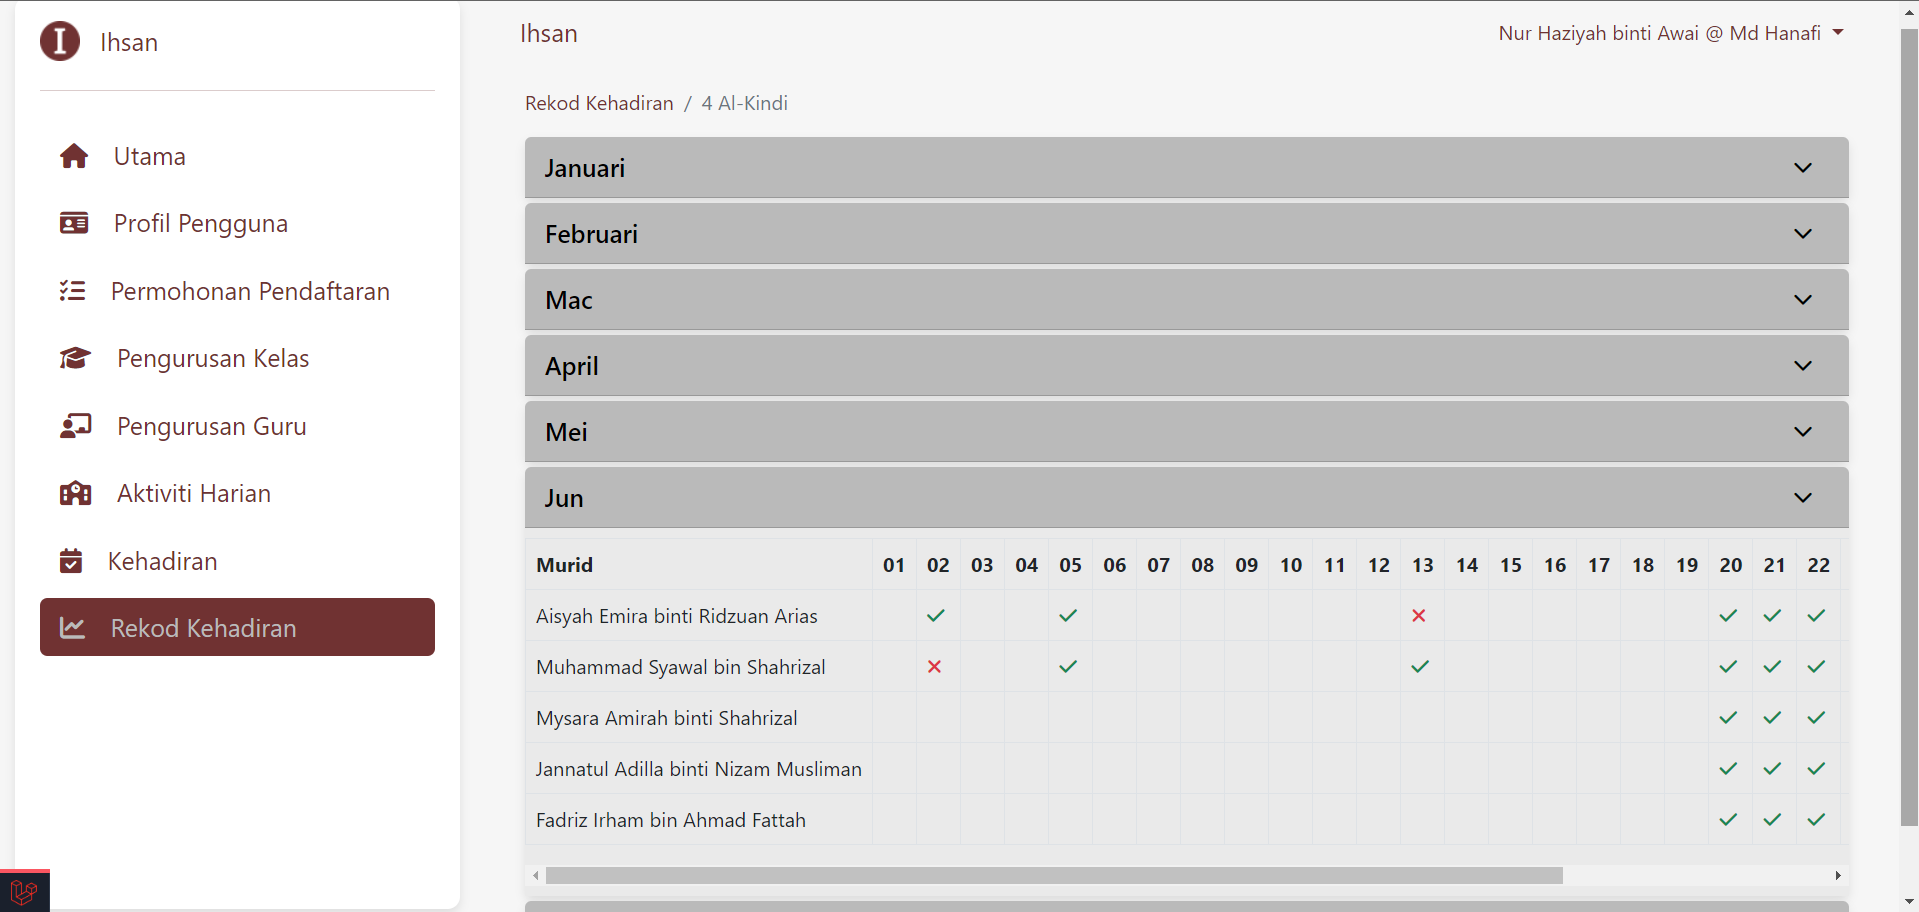 Ihsan
Utama
Profil Pengguna
Permohonan Pendaftaran
Pengurusan Kelas
Pengurusan Guru
Aktiviti Harian
Kehadiran
Rekod Kehadiran
Ihsan
Nur Haziyah binti Awai @ Md Hanafi
Rekod Kehadiran / 4 Al-Kindi
Januari
Februari
Mac
April
Mei
Jun
Murid 01 02 03 04 05 06 07 08 09 10 11 12 13 14 15 16 17 18 19 20 21 22
Aisyah Emira binti Ridzuan Arias ✓ ✓ ✕ ✓ ✓ ✓
Muhammad Syawal bin Shahrizal ✕ ✓ ✓ ✓ ✓ ✓
Mysara Amirah binti Shahrizal ✓ ✓ ✓
Jannatul Adilla binti Nizam Musliman ✓ ✓ ✓
Fadriz Irham bin Ahmad Fattah ✓ ✓ ✓